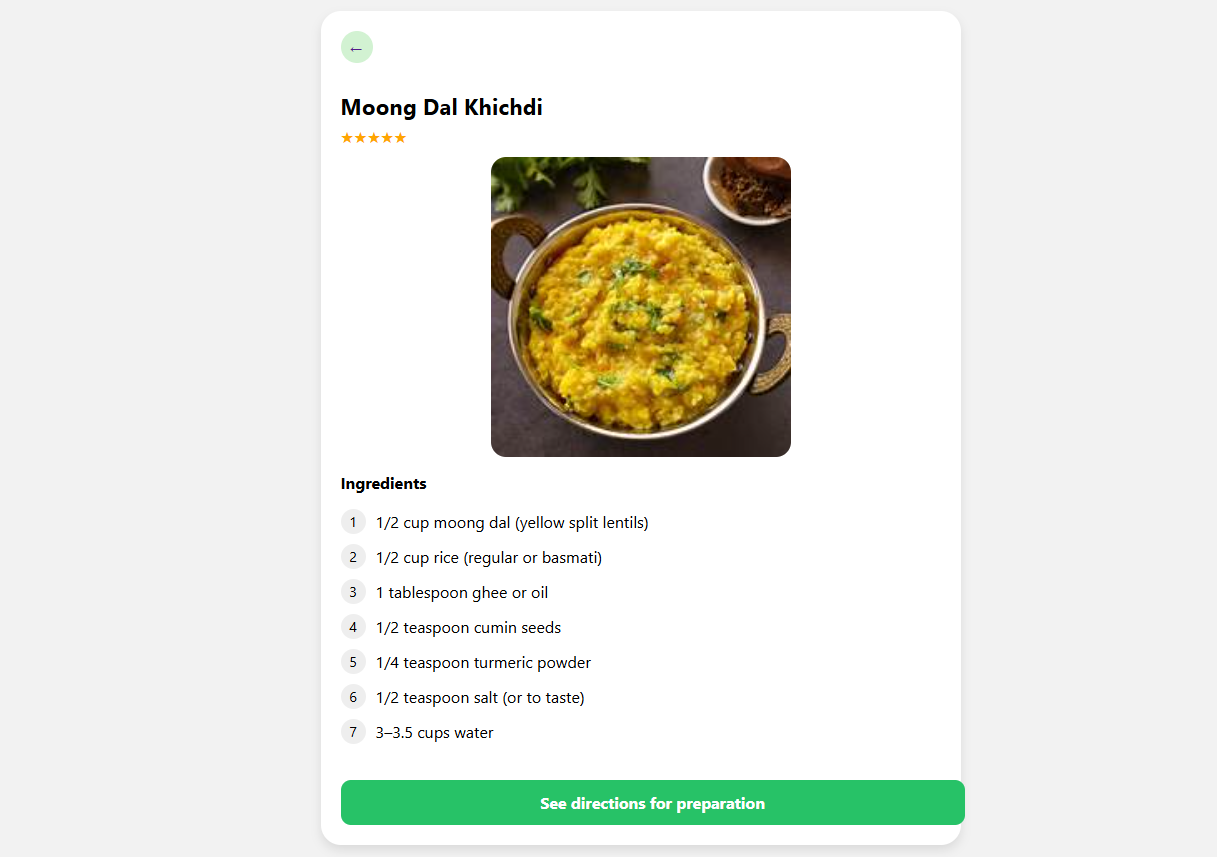 ←
Moong Dal Khichdi
★★★★★
Ingredients
1 1/2 cup moong dal (yellow split lentils)
2 1/2 cup rice (regular or basmati)
3 1 tablespoon ghee or oil
4 1/2 teaspoon cumin seeds
5 1/4 teaspoon turmeric powder
6 1/2 teaspoon salt (or to taste)
7 3–3.5 cups water
See directions for preparation